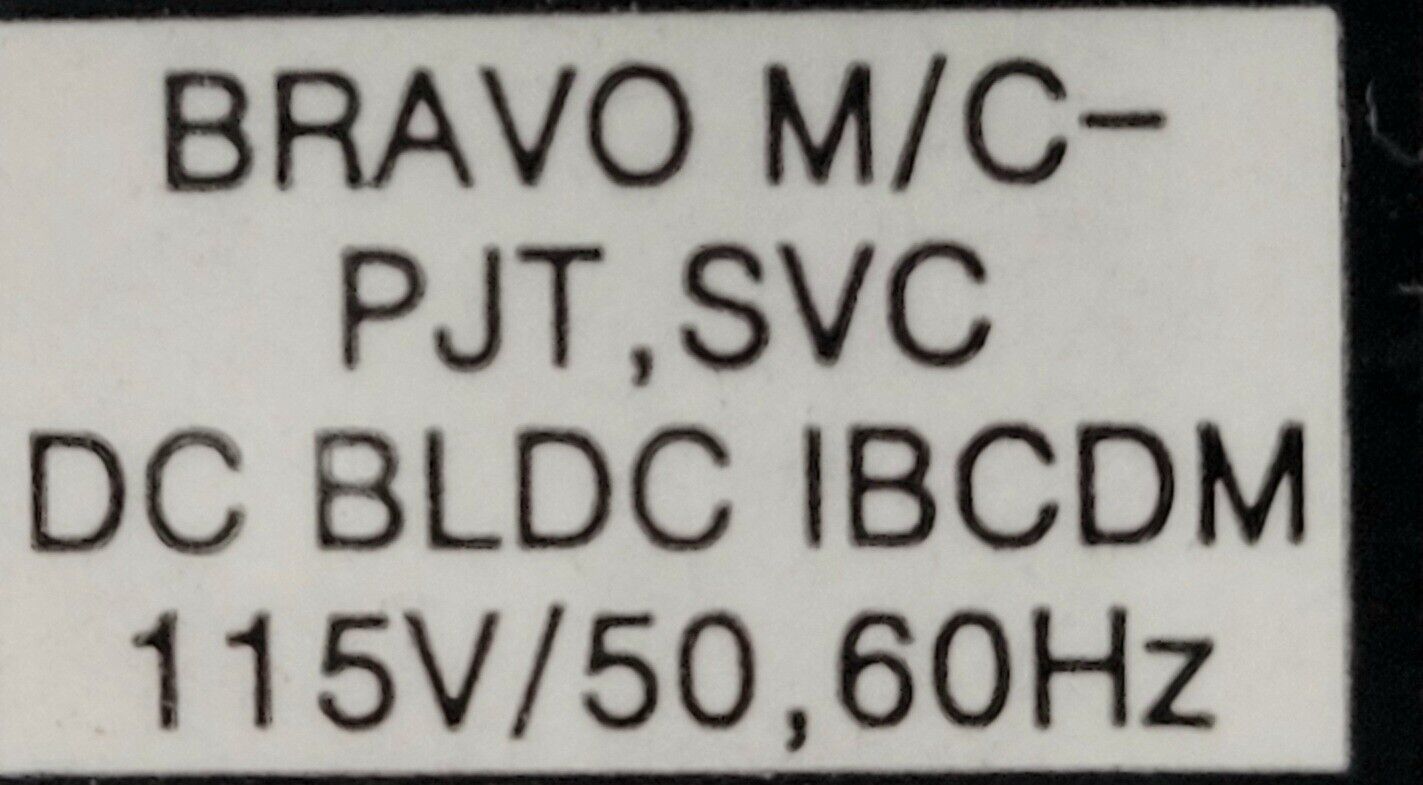 BRAVO M/C-
PJT,SVC
DC BLDC IBCDM
115V/50,60Hz